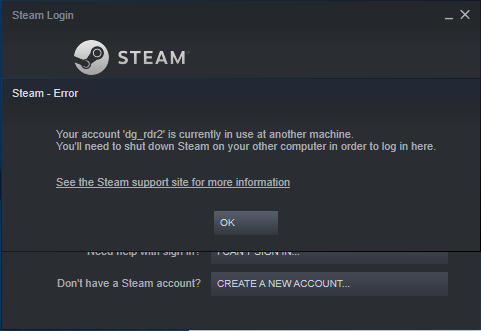 Steam Login
STEAM
Steam - Error
Your account 'dg_rdr2' is currently in use at another machine.
You'll need to shut down Steam on your other computer in order to log in here.
See the Steam support site for more information
OK
Need help with sign in?
I CAN'T SIGN IN...
Don't have a Steam account?
CREATE A NEW ACCOUNT...